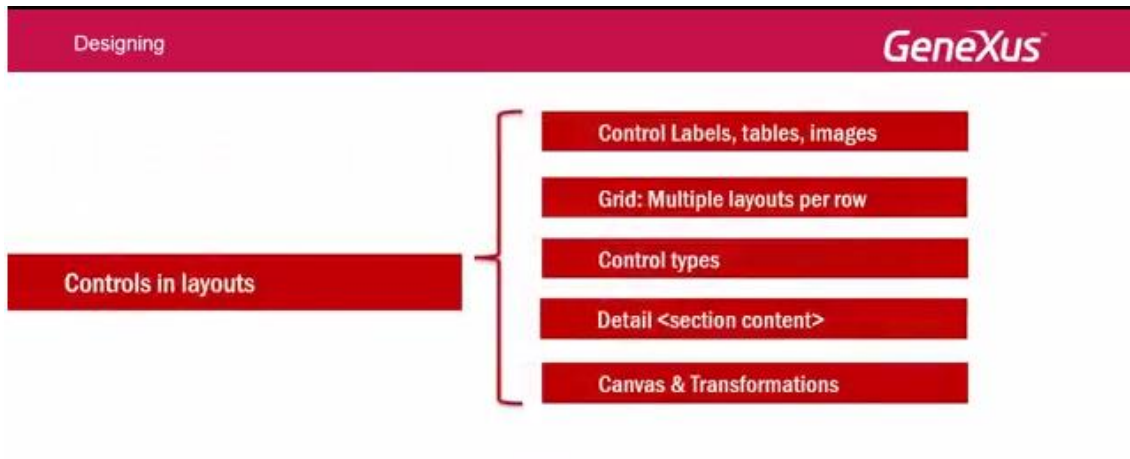 Designing
GeneXus
Control Labels, tables, images
Grid: Multiple layouts per row
Control types
Controls in layouts
Detail <section content>
Canvas & Transformations